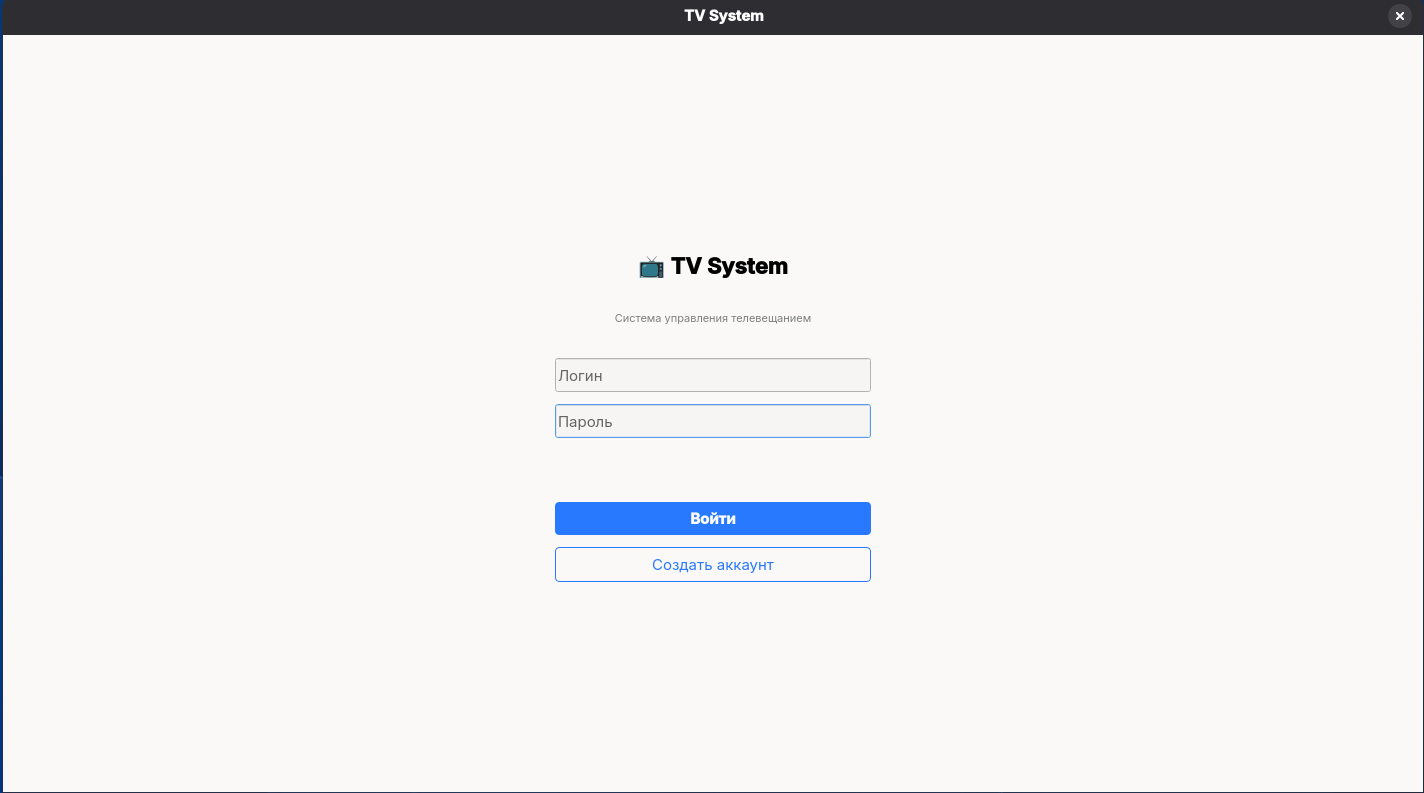 TV System
TV System
Система управления телевещанием
Логин
Пароль
Войти
Создать аккаунт